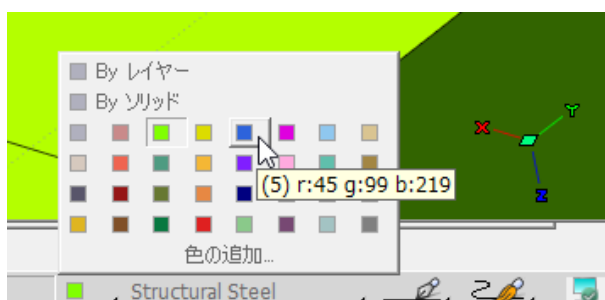 By レイヤー
By ソリッド
X
Y
Z
(5) r:45 g:99 b:219
色の追加...
Structural Steel